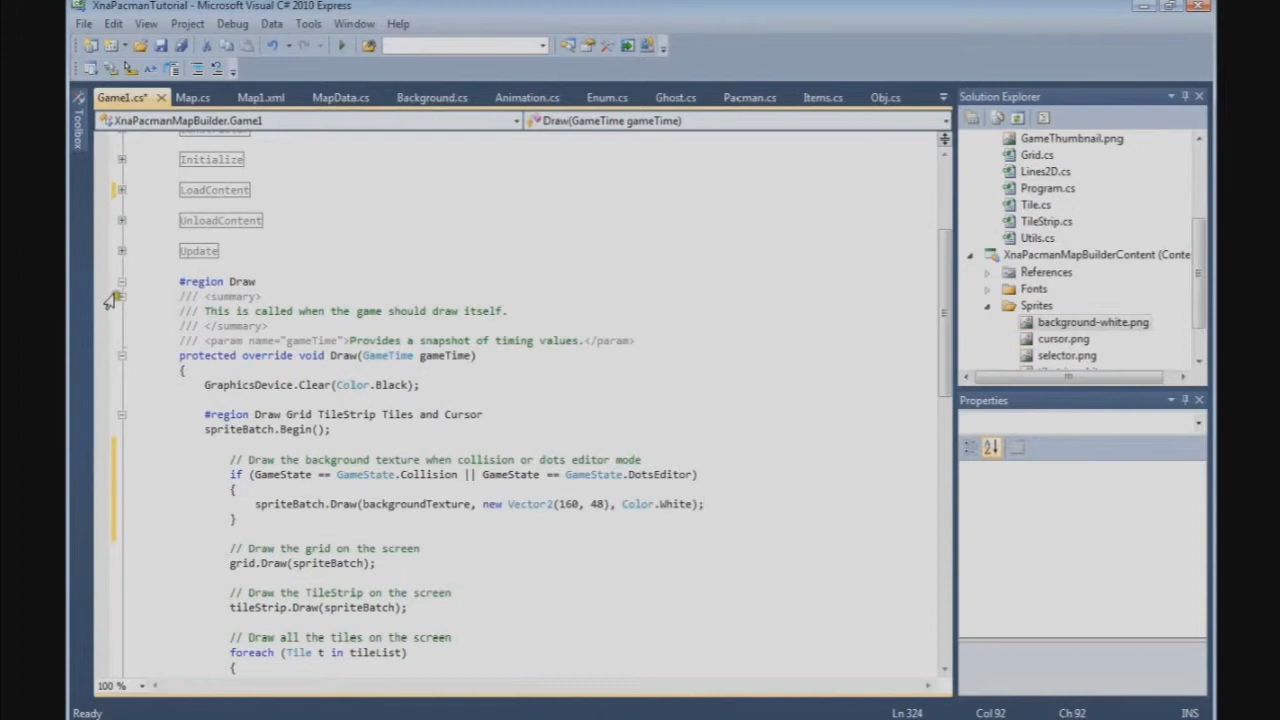 XnaPacmanTutorial - Microsoft Visual C# 2010 Express
File Edit View Project Debug Data Tools Window Help
Game1.cs* Map.cs Map1.xml MapData.cs Background.cs Animation.cs Enum.cs Ghost.cs Pacman.cs Items.cs Obj.cs
XnaPacmanMapBuilder.Game1 Draw(GameTime gameTime)
Toolbox
Initialize
LoadContent
UnloadContent
Update
#region Draw
/// <summary>
/// This is called when the game should draw itself.
/// </summary>
/// <param name="gameTime">Provides a snapshot of timing values.</param>
protected override void Draw(GameTime gameTime)
{
GraphicsDevice.Clear(Color.Black);
#region Draw Grid TileStrip Tiles and Cursor
spriteBatch.Begin();
// Draw the background texture when collision or dots editor mode
if (GameState == GameState.Collision || GameState == GameState.DotsEditor)
{
spriteBatch.Draw(backgroundTexture, new Vector2(160, 48), Color.White);
}
// Draw the grid on the screen
grid.Draw(spriteBatch);
// Draw the TileStrip on the screen
tileStrip.Draw(spriteBatch);
// Draw all the tiles on the screen
foreach (Tile t in tileList)
{
100 %
Solution Explorer
GameThumbnail.png
Grid.cs
Lines2D.cs
Program.cs
Tile.cs
TileStrip.cs
Utils.cs
XnaPacmanMapBuilderContent (Conte
References
Fonts
Sprites
background-white.png
cursor.png
selector.png
Properties
Ready Ln 324 Col 92 Ch 92 INS